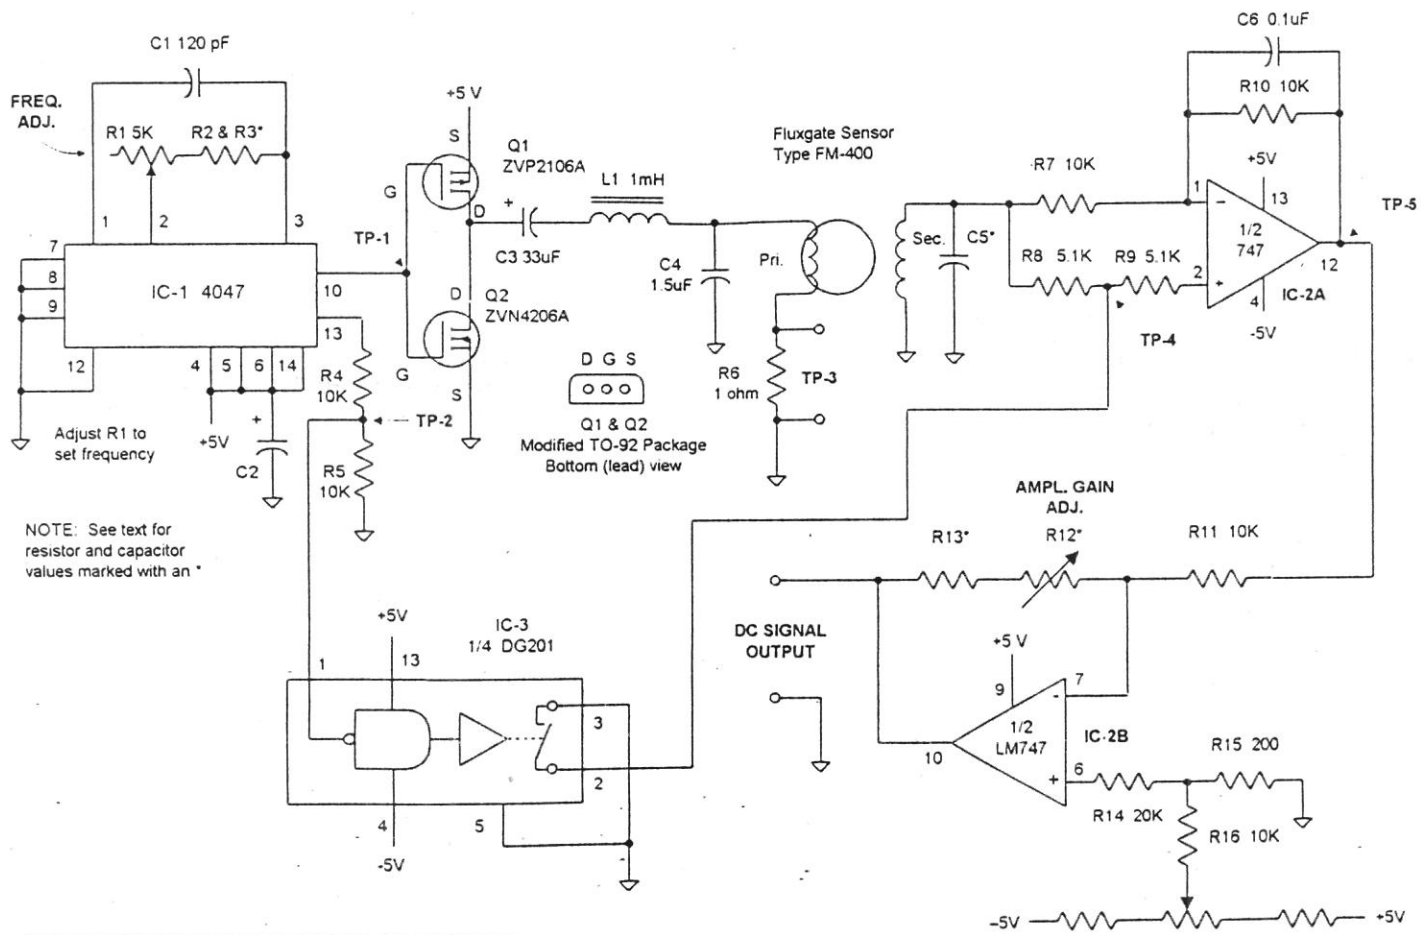 C1 120 pF
FREQ.
ADJ.
R1 5K
R2 & R3*
1
2
3
7
8
9
IC-1 4047
10
13
12
4
5
6
14
+5V
+
C2
Adjust R1 to
set frequency
NOTE: See text for
resistor and capacitor
values marked with an *
R4
10K
TP-2
R5
10K
TP-1
+5 V
S
G
Q1
ZVP2106A
D
+
C3 33uF
L1 1mH
D
Q2
ZVN4206A
G
S
D G S
Q1 & Q2
Modified TO-92 Package
Bottom (lead) view
C4
1.5uF
Fluxgate Sensor
Type FM-400
Pri.
Sec.
C5*
R6
1 ohm
TP-3
R7 10K
R8 5.1K
R9 5.1K
TP-4
C6 0.1uF
R10 10K
+5V
1
-
13
1/2
747
2
+
4
-5V
12
IC-2A
TP-5
AMPL. GAIN
ADJ.
R13*
R12*
R11 10K
DC SIGNAL
OUTPUT
+5 V
9
7
-
1/2
LM747
10
IC-2B
6
+
R14 20K
R15 200
R16 10K
-5V
+5V
IC-3
1/4 DG201
+5V
1
13
3
2
4
5
-5V